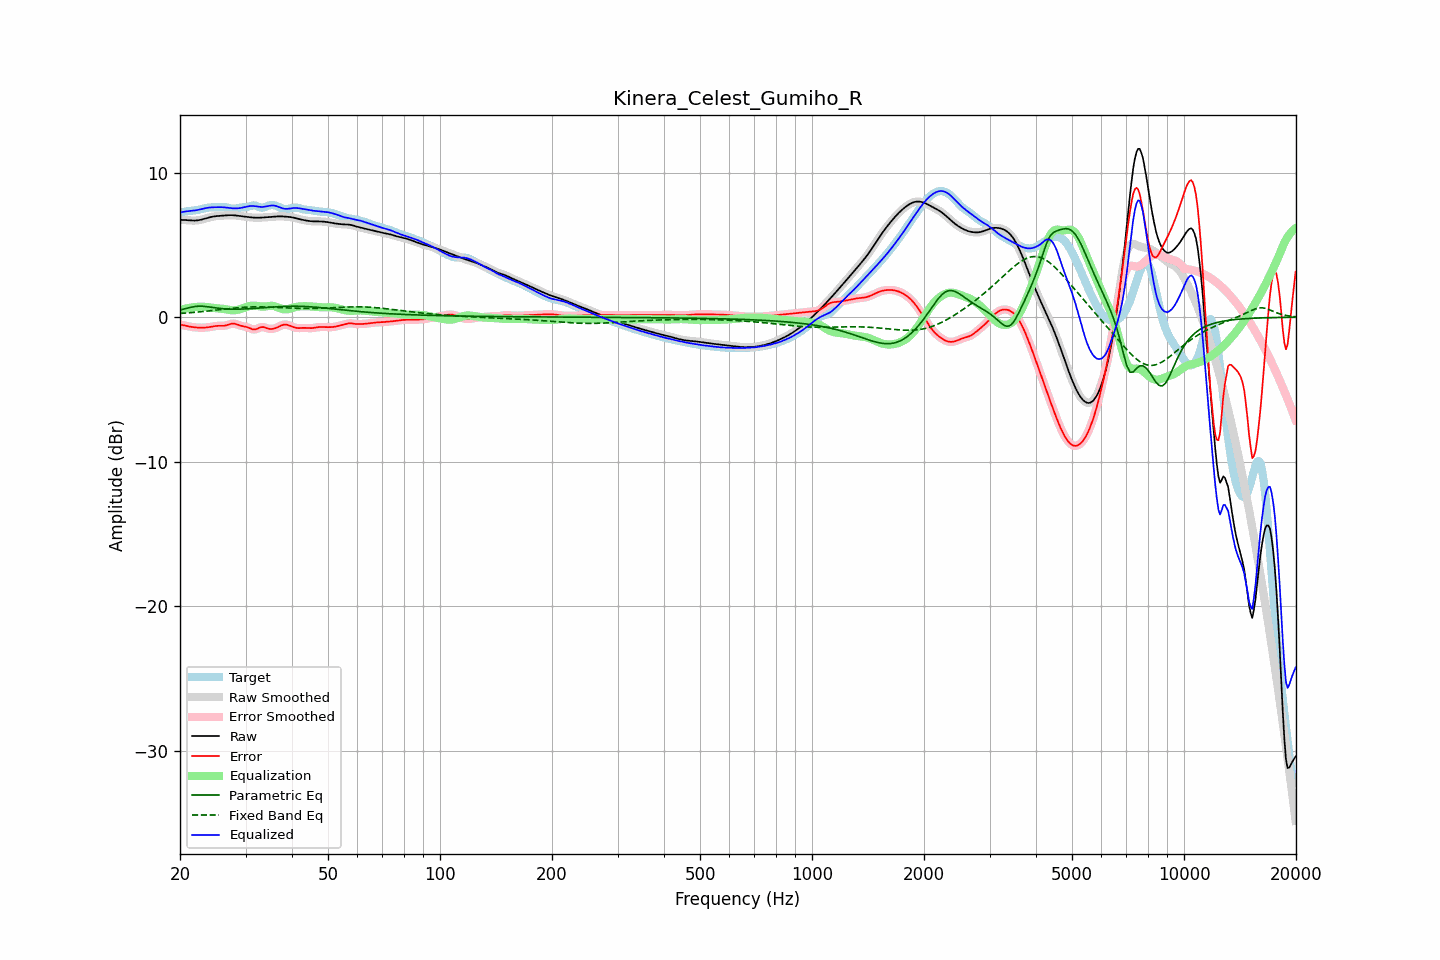 Kinera_Celest_Gumiho_R
Amplitude (dBr)
10
0
−10
−20
−30
Target
Raw Smoothed
Error Smoothed
Raw
Error
Equalization
Parametric Eq
Fixed Band Eq
Equalized
20 50 100 200 500 1000 2000 5000 10000 20000
Frequency (Hz)